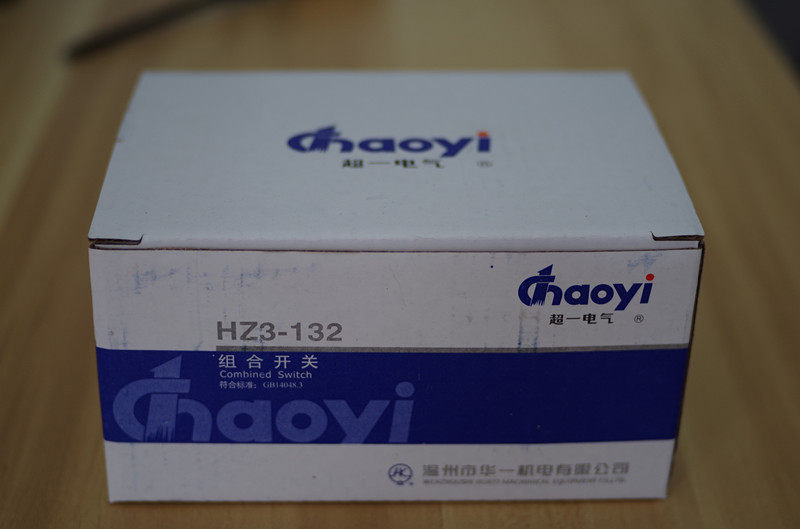 Chaoyi
超一电气 ®
Chaoyi
超一电气 ®
HZ3-132
组合开关
Combined Switch
符合标准：GB14048.3
Chaoyi
温州市华一机电有限公司